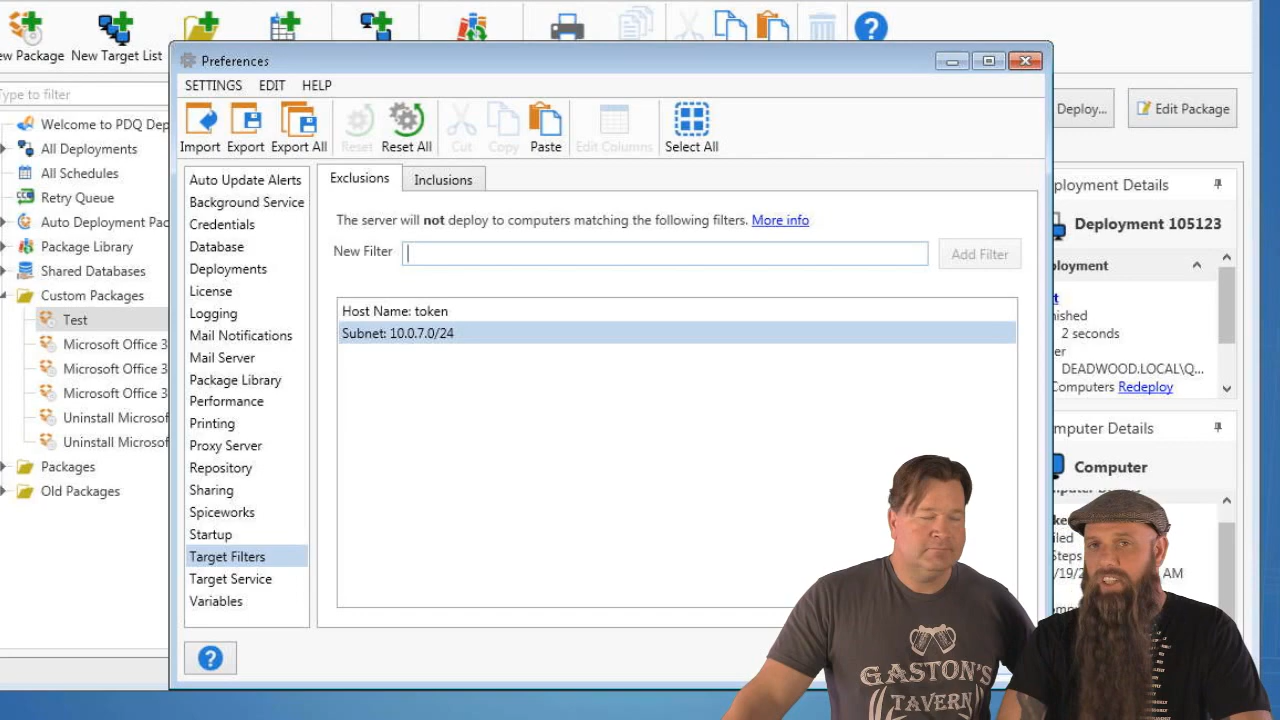 ew Package New Target List
Preferences
SETTINGS EDIT HELP
Import Export Export All Reset Reset All Cut Copy Paste Edit Columns Select All
Type to filter
Welcome to PDQ Dep
All Deployments
All Schedules
Retry Queue
Auto Deployment Pac
Package Library
Shared Databases
Custom Packages
Test
Microsoft Office 3
Microsoft Office 3
Microsoft Office 3
Uninstall Microsof
Uninstall Microsof
Packages
Old Packages
Auto Update Alerts
Background Service
Credentials
Database
Deployments
License
Logging
Mail Notifications
Mail Server
Package Library
Performance
Printing
Proxy Server
Repository
Sharing
Spiceworks
Startup
Target Filters
Target Service
Variables
Exclusions Inclusions
The server will not deploy to computers matching the following filters. More info
New Filter Add Filter
Host Name: token
Subnet: 10.0.7.0/24
Deploy... Edit Package
ployment Details
Deployment 105123
loyment
nished
2 seconds
er
DEADWOOD.LOCAL\Q...
Computers Redeploy
mputer Details
Computer
iled
Steps
/19/2 AM
GASTON'S
TAVERN